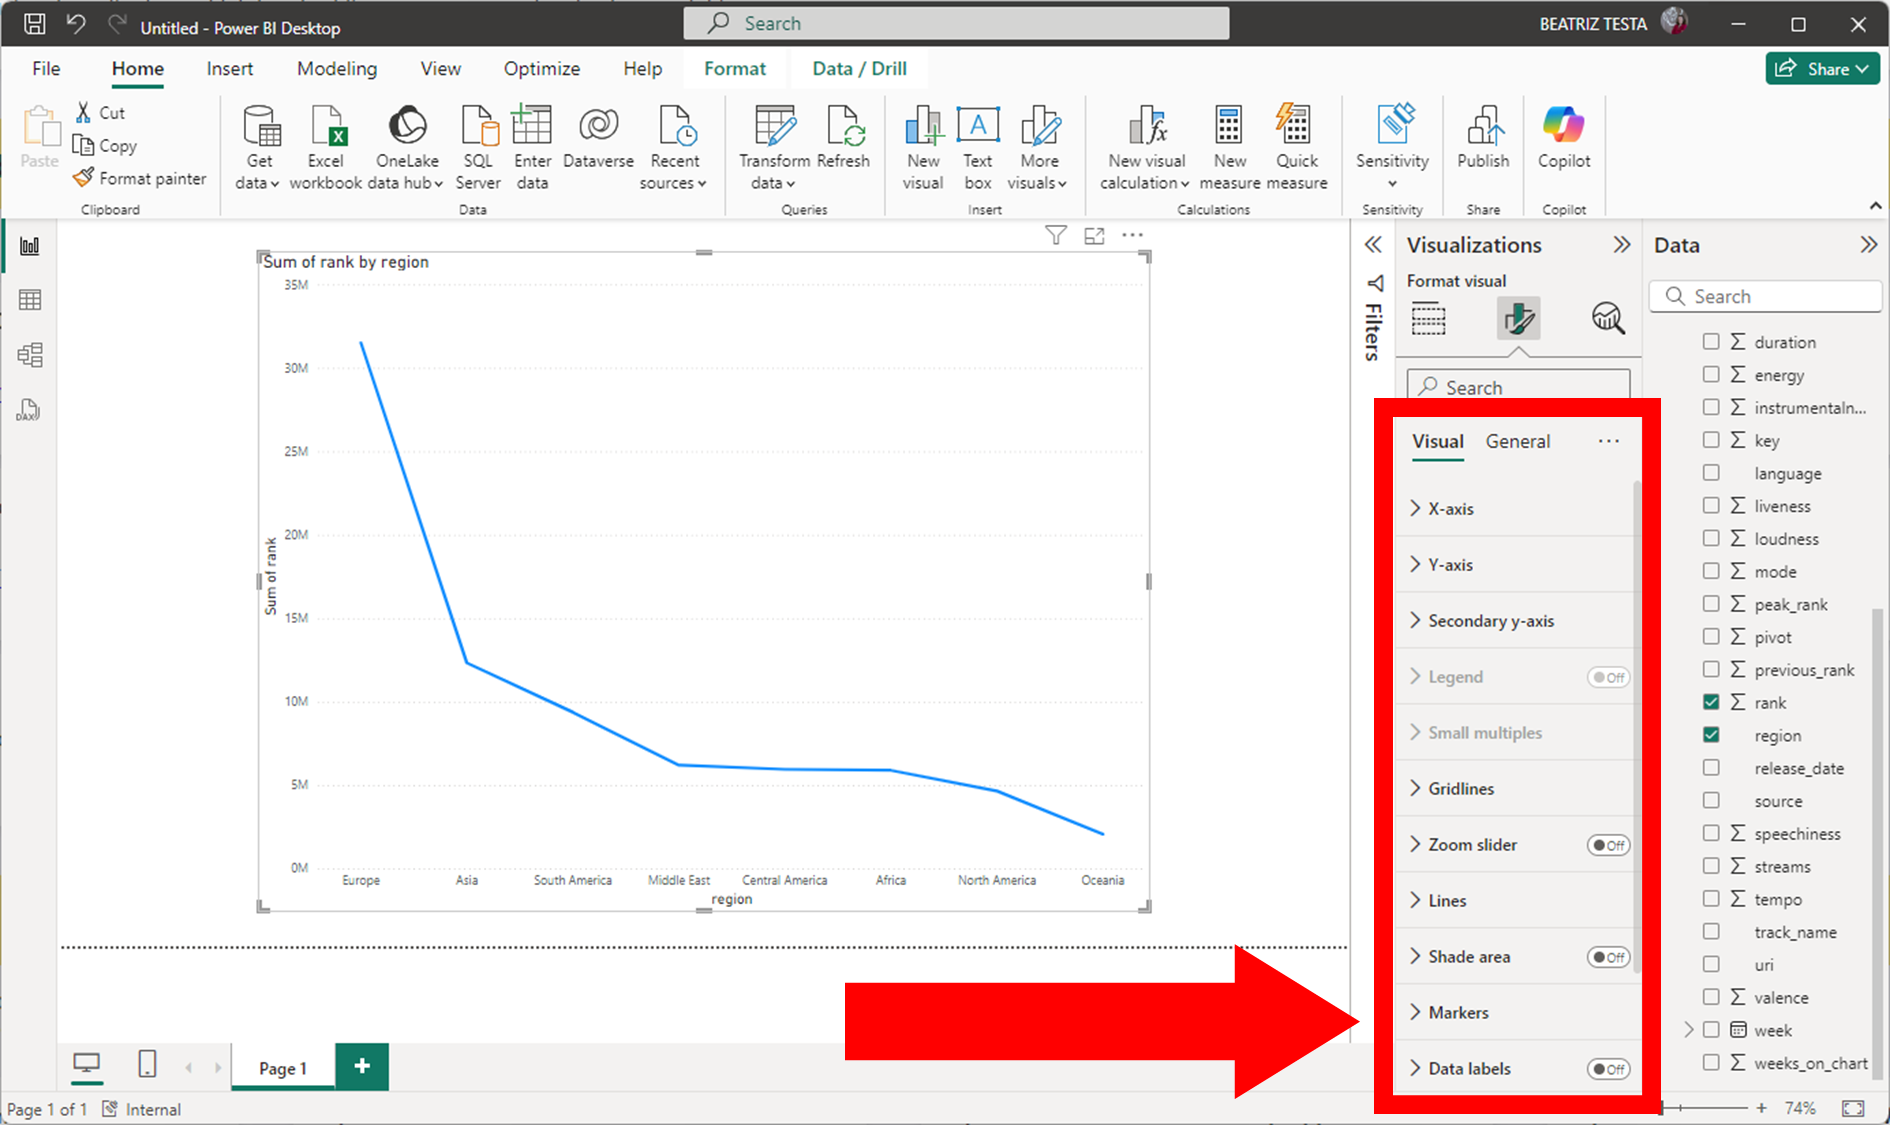 Untitled - Power BI Desktop
Search
BEATRIZ TESTA
File
Home
Insert
Modeling
View
Optimize
Help
Format
Data / Drill
Share
Paste
Cut
Copy
Format painter
Clipboard
Get
data
Excel
workbook
OneLake
data hub
SQL
Server
Enter
data
Dataverse
Recent
sources
Data
Transform
data
Refresh
Queries
New
visual
Text
box
More
visuals
Insert
New visual
calculation
New
measure
Quick
measure
Calculations
Sensitivity
Sensitivity
Publish
Share
Copilot
Copilot
DAX
Sum of rank by region
35M
30M
25M
20M
15M
10M
5M
0M
Sum of rank
Europe
Asia
South America
Middle East
Central America
Africa
North America
Oceania
region
Filters
Visualizations
Format visual
Search
Visual
General
X-axis
Y-axis
Secondary y-axis
Legend
Off
Small multiples
Gridlines
Zoom slider
Off
Lines
Shade area
Off
Markers
Data labels
Off
Data
Search
duration
energy
instrumentaln...
key
language
liveness
loudness
mode
peak_rank
pivot
previous_rank
rank
region
release_date
source
speechiness
streams
tempo
track_name
uri
valence
week
weeks_on_chart
Page 1
+
Page 1 of 1
Internal
74%